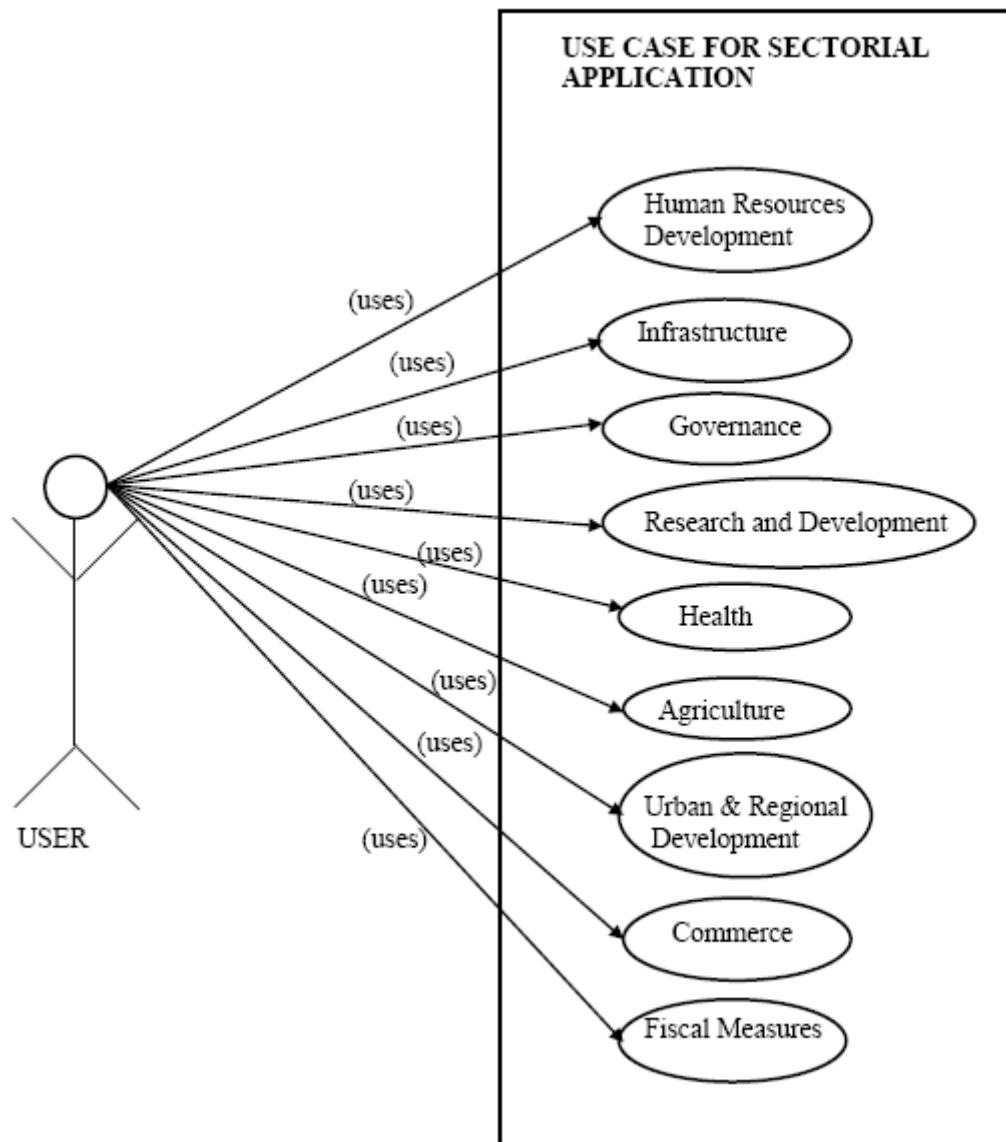 USE CASE FOR SECTORIAL
APPLICATION
Human Resources
Development
(uses)
Infrastructure
(uses)
Governance
(uses)
Research and Development
(uses)
Health
(uses)
Agriculture
(uses)
Urban & Regional
Development
(uses)
Commerce
(uses)
Fiscal Measures
(uses)
USER